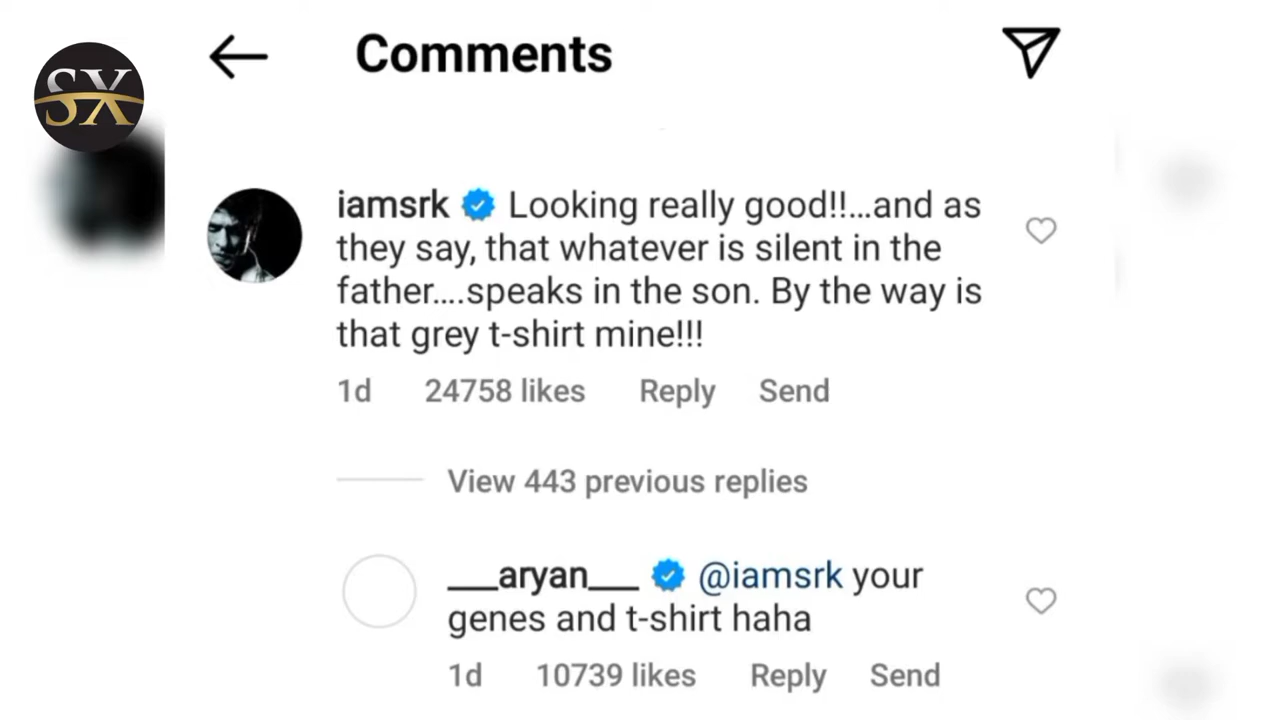 SX
Comments
iamsrk Looking really good!!...and as
they say, that whatever is silent in the
father....speaks in the son. By the way is
that grey t-shirt mine!!!
1d 24758 likes Reply Send
View 443 previous replies
___aryan___ @iamsrk your
genes and t-shirt haha
1d 10739 likes Reply Send